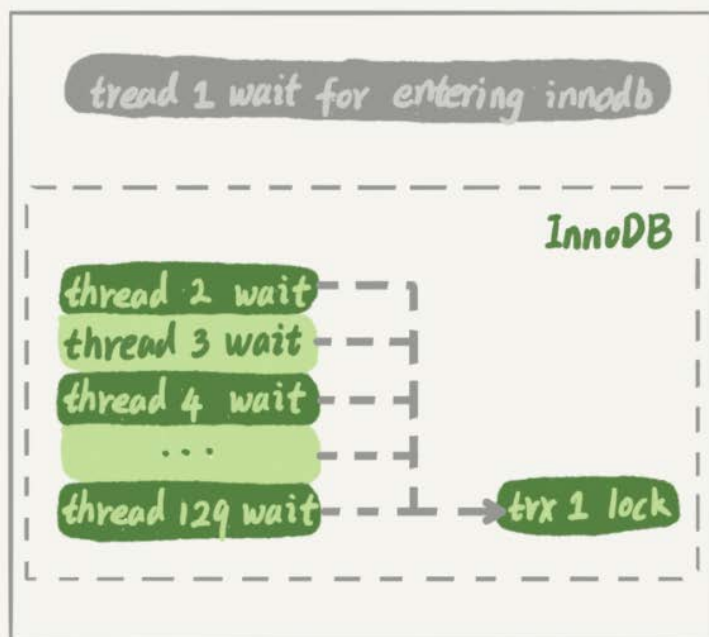 tread 1 wait for entering innodb
InnoDB
thread 2 wait
thread 3 wait
thread 4 wait
...
thread 129 wait
trx 1 lock